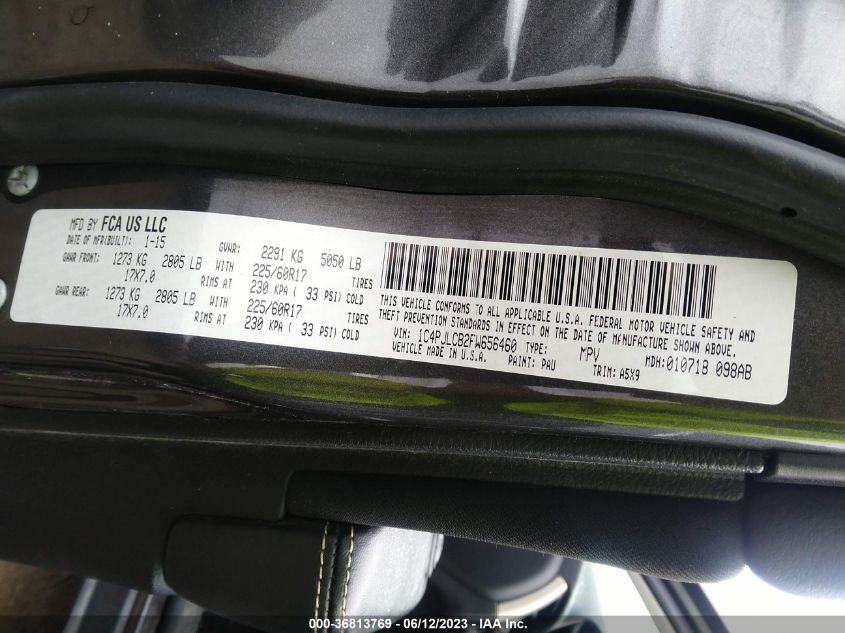 MFD BY FCA US LLC
DATE OF MFR(BUILT): 1-15 GVWR: 2291 KG 5050 LB
GAWR FRONT: 1273 KG 2805 LB WITH 225/60R17 TIRES
17X7.0 RIMS AT 230 KPA ( 33 PSI) COLD
GAWR REAR: 1273 KG 2805 LB WITH 225/60R17 TIRES
17X7.0 RIMS AT 230 KPA ( 33 PSI) COLD
THIS VEHICLE CONFORMS TO ALL APPLICABLE U.S.A. FEDERAL MOTOR VEHICLE SAFETY AND
THEFT PREVENTION STANDARDS IN EFFECT ON THE DATE OF MANUFACTURE SHOWN ABOVE.
VIN: 1C4PJLCB2FW656460 TYPE: MPV MDH:010718 098AB
VEHICLE MADE IN U.S.A. PAINT: PAU TRIM: A5X9
000-36813769 - 06/12/2023 - IAA Inc.